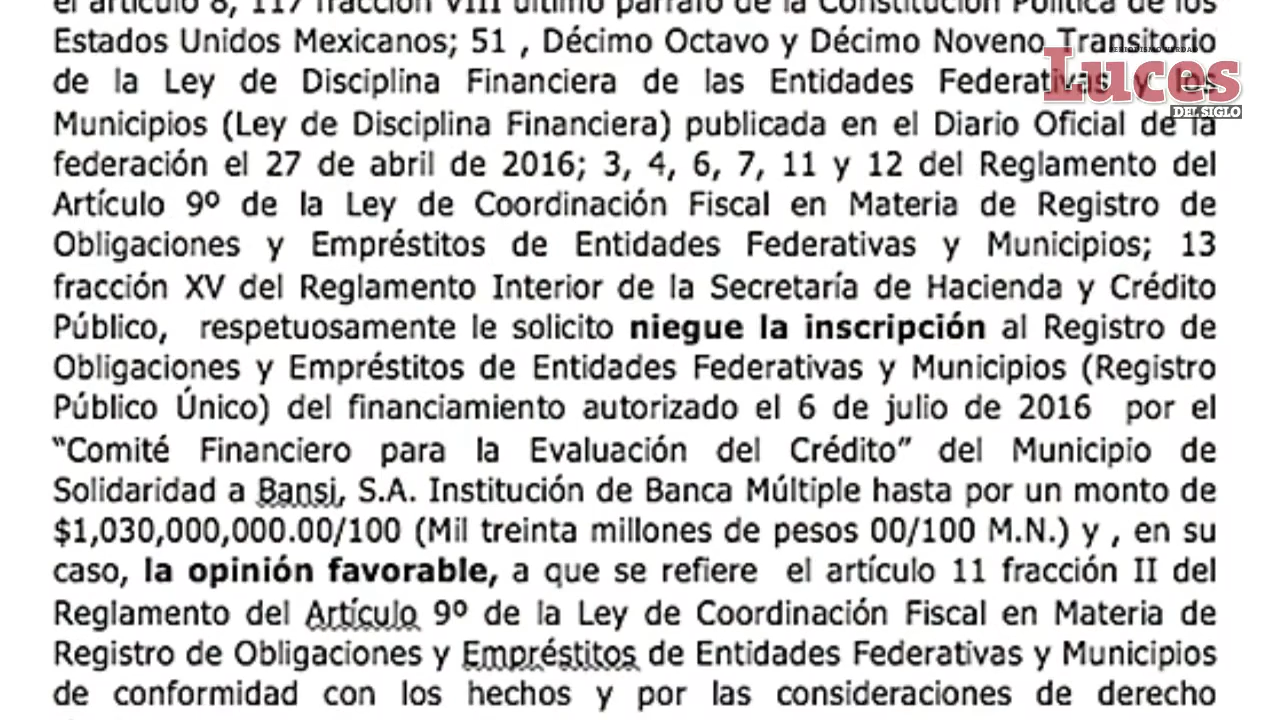 el artículo 8, 117 fracción VIII último párrafo de la Constitución Política de los
Estados Unidos Mexicanos; 51 , Décimo Octavo y Décimo Noveno Transitorio
de la Ley de Disciplina Financiera de las Entidades Federativas y los
Municipios (Ley de Disciplina Financiera) publicada en el Diario Oficial de la
federación el 27 de abril de 2016; 3, 4, 6, 7, 11 y 12 del Reglamento del
Artículo 9º de la Ley de Coordinación Fiscal en Materia de Registro de
Obligaciones y Empréstitos de Entidades Federativas y Municipios; 13
fracción XV del Reglamento Interior de la Secretaría de Hacienda y Crédito
Público, respetuosamente le solicito niegue la inscripción al Registro de
Obligaciones y Empréstitos de Entidades Federativas y Municipios (Registro
Público Único) del financiamiento autorizado el 6 de julio de 2016 por el
“Comité Financiero para la Evaluación del Crédito” del Municipio de
Solidaridad a Bansi, S.A. Institución de Banca Múltiple hasta por un monto de
$1,030,000,000.00/100 (Mil treinta millones de pesos 00/100 M.N.) y , en su
caso, la opinión favorable, a que se refiere el artículo 11 fracción II del
Reglamento del Artículo 9º de la Ley de Coordinación Fiscal en Materia de
Registro de Obligaciones y Empréstitos de Entidades Federativas y Municipios
de conformidad con los hechos y por las consideraciones de derecho
PERIODISMO VERDAD
Luces
DEL SIGLO